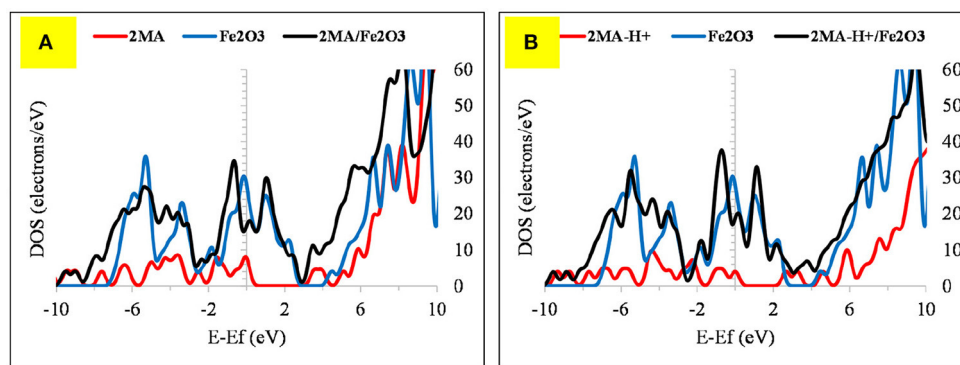 A
2MA Fe2O3 2MA/Fe2O3
DOS (electrons/eV)
60
50
40
30
20
10
0
-10 -6 -2 2 6 10
E-Ef (eV)
B
2MA-H+ Fe2O3 2MA-H+/Fe2O3
DOS (electrons/eV)
60
50
40
30
20
10
0
-10 -6 -2 2 6 10
E-Ef (eV)